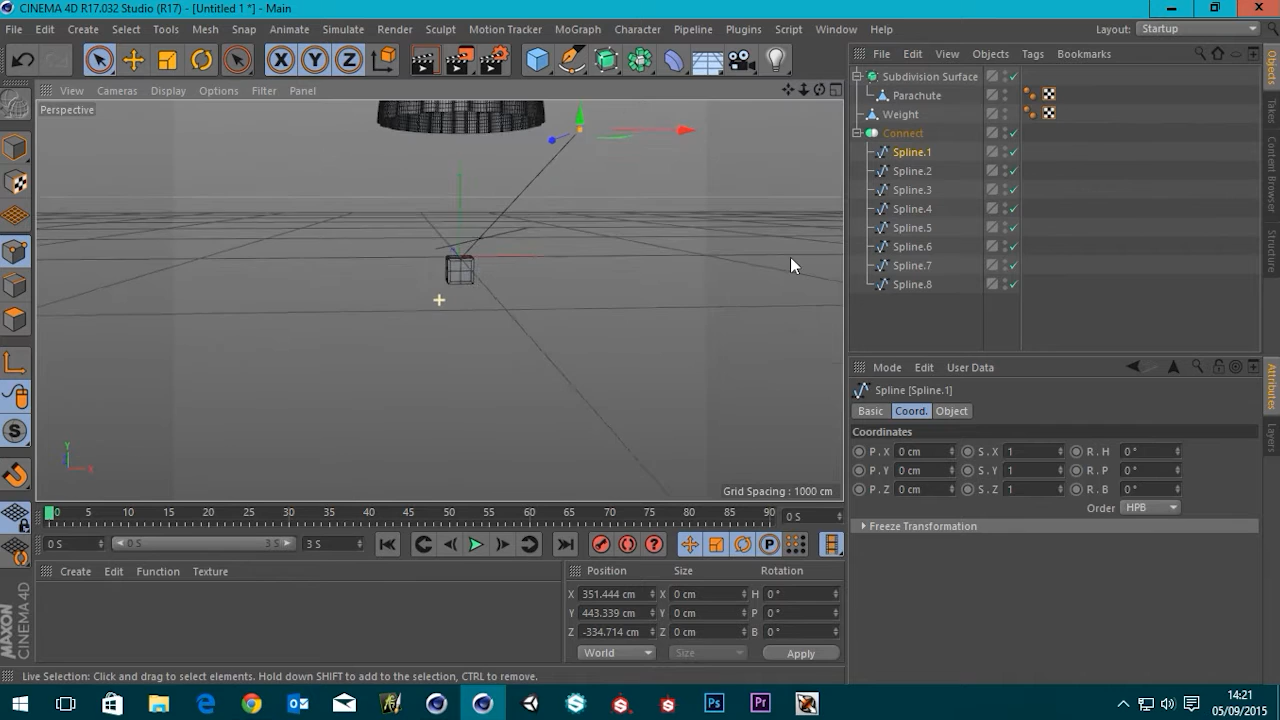 CINEMA 4D R17.032 Studio (R17) - [Untitled 1 *] - Main
File Edit Create Select Tools Mesh Snap Animate Simulate Render Sculpt Motion Tracker MoGraph Character Pipeline Plugins Script Window Help Layout: Startup
X Y Z
File Edit View Objects Tags Bookmarks
View Cameras Display Options Filter Panel
Perspective
Subdivision Surface
Parachute
Weight
Connect
Spline.1
Spline.2
Spline.3
Spline.4
Spline.5
Spline.6
Spline.7
Spline.8
Objects
Takes
Content Browser
Structure
Mode Edit User Data
Spline [Spline.1]
Basic Coord. Object
Coordinates
P . X 0 cm S . X 1 R . H 0 °
P . Y 0 cm S . Y 1 R . P 0 °
P . Z 0 cm S . Z 1 R . B 0 °
Order HPB
Freeze Transformation
Attributes
Layers
Y
Z
X
Grid Spacing : 1000 cm
0 5 10 15 20 25 30 35 40 45 50 55 60 65 70 75 80 85 90 0 S
0 S 0 S 3 S 3 S
Create Edit Function Texture
Position Size Rotation
X 351.444 cm X 0 cm H 0 °
Y 443.339 cm Y 0 cm P 0 °
Z -334.714 cm Z 0 cm B 0 °
World Size Apply
MAXON
CINEMA 4D
Live Selection: Click and drag to select elements. Hold down SHIFT to add to the selection, CTRL to remove.
Ps Pr
14:21
05/09/2015